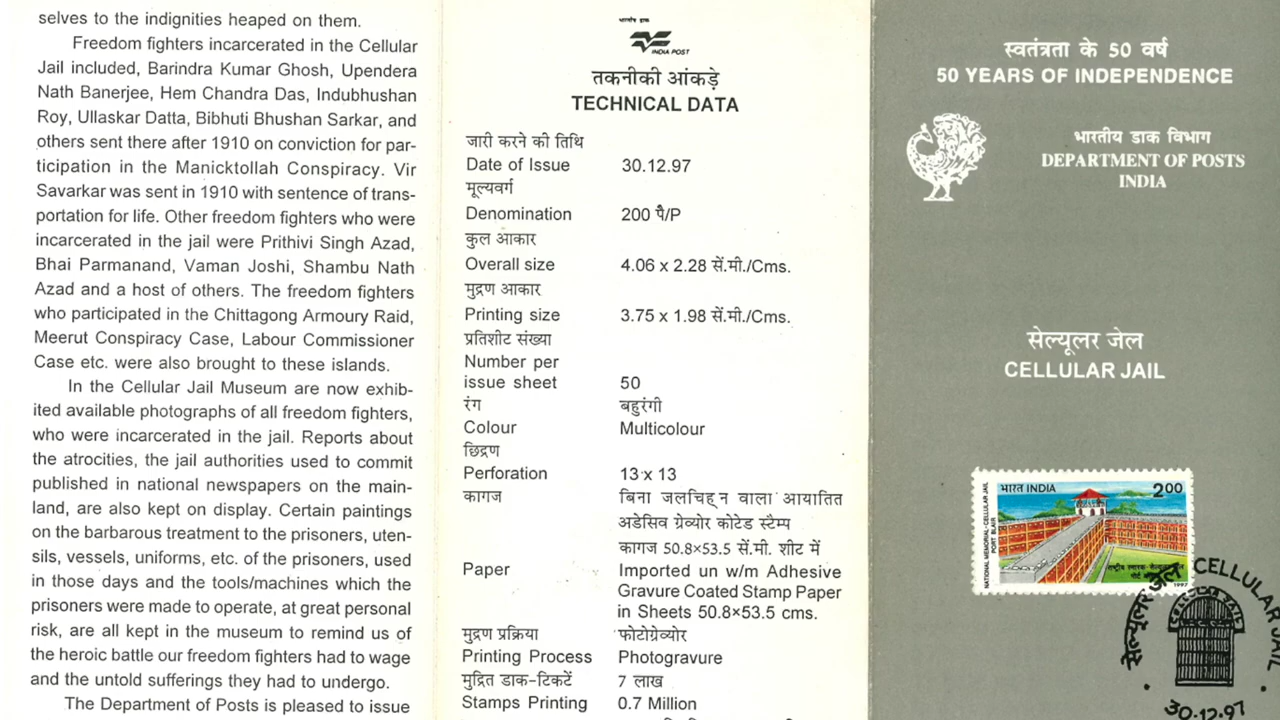 selves to the indignities heaped on them.
Freedom fighters incarcerated in the Cellular
Jail included, Barindra Kumar Ghosh, Upendera
Nath Banerjee, Hem Chandra Das, Indubhushan
Roy, Ullaskar Datta, Bibhuti Bhushan Sarkar, and
others sent there after 1910 on conviction for par-
ticipation in the Manicktollah Conspiracy. Vir
Savarkar was sent in 1910 with sentence of trans-
portation for life. Other freedom fighters who were
incarcerated in the jail were Prithivi Singh Azad,
Bhai Parmanand, Vaman Joshi, Shambu Nath
Azad and a host of others. The freedom fighters
who participated in the Chittagong Armoury Raid,
Meerut Conspiracy Case, Labour Commissioner
Case etc. were also brought to these islands.
In the Cellular Jail Museum are now exhib-
ited available photographs of all freedom fighters,
who were incarcerated in the jail. Reports about
the atrocities, the jail authorities used to commit
published in national newspapers on the main-
land, are also kept on display. Certain paintings
on the barbarous treatment to the prisoners, uten-
sils, vessels, uniforms, etc. of the prisoners, used
in those days and the tools/machines which the
prisoners were made to operate, at great personal
risk, are all kept in the museum to remind us of
the heroic battle our freedom fighters had to wage
and the untold sufferings they had to undergo.
The Department of Posts is pleased to issue
भारतीय डाक
INDIA POST
तकनीकी आंकड़े
TECHNICAL DATA
जारी करने की तिथि
Date of Issue 30.12.97
मूल्यवर्ग
Denomination 200 पै/P
कुल आकार
Overall size 4.06 x 2.28 सें.मी./Cms.
मुद्रण आकार
Printing size 3.75 x 1.98 सें.मी./Cms.
प्रतिशीट संख्या
Number per
issue sheet 50
रंग बहुरंगी
Colour Multicolour
छिद्रण
Perforation 13 x 13
कागज बिना जलचिह्न वाला आयातित
अडेसिव ग्रेव्योर कोटेड स्टैम्प
कागज 50.8×53.5 सें.मी. शीट में
Paper Imported un w/m Adhesive
Gravure Coated Stamp Paper
in Sheets 50.8×53.5 cms.
मुद्रण प्रक्रिया फोटोग्रेव्योर
Printing Process Photogravure
मुद्रित डाक-टिकटें 7 लाख
Stamps Printing 0.7 Million
स्वतंत्रता के 50 वर्ष
50 YEARS OF INDEPENDENCE
भारतीय डाक विभाग
DEPARTMENT OF POSTS
INDIA
सेल्यूलर जेल
CELLULAR JAIL
भारत INDIA 2.00
NATIONAL MEMORIAL-CELLULAR JAIL
PORT BLAIR
राष्ट्रीय स्मारक-सेल्यूलर जेल
1997
सेल्यूलर जेल CELLULAR JAIL
30.12.97